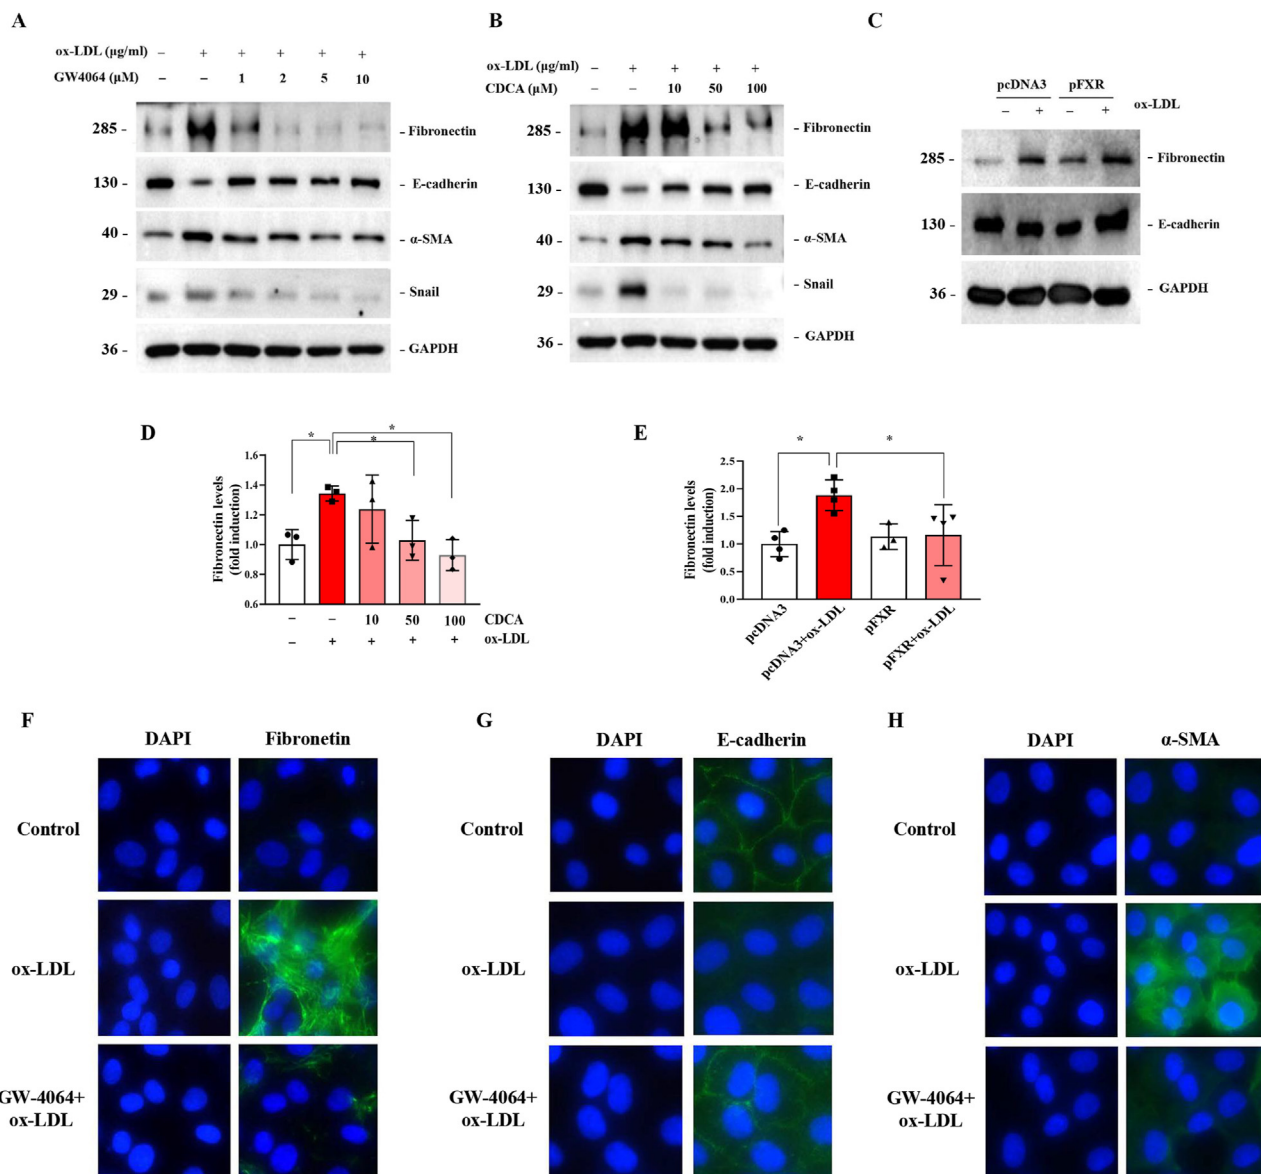 A
ox-LDL (μg/ml) – + + + + +
GW4064 (μM) – – 1 2 5 10
285 – – Fibronectin
130 – – E-cadherin
40 – – α-SMA
29 – – Snail
36 – – GAPDH
B
ox-LDL (μg/ml) – + + + +
CDCA (μM) – – 10 50 100
285 – – Fibronectin
130 – – E-cadherin
40 – – α-SMA
29 – – Snail
36 – – GAPDH
C
pcDNA3 pFXR
– + – + ox-LDL
285 – – Fibronectin
130 – – E-cadherin
36 – – GAPDH
D
Fibronectin levels
(fold induction)
1.6
1.4
1.2
1.0
0.8
0.6
* * *
– – 10 50 100 CDCA
– + + + + ox-LDL
E
Fibronectin levels
(fold induction)
2.5
2.0
1.5
1.0
0.5
0.0
* *
pcDNA3
pcDNA3+ox-LDL
pFXR
pFXR+ox-LDL
F
DAPI Fibronetin
Control
ox-LDL
GW-4064+
ox-LDL
G
DAPI E-cadherin
Control
ox-LDL
GW-4064+
ox-LDL
H
DAPI α-SMA
Control
ox-LDL
GW-4064+
ox-LDL